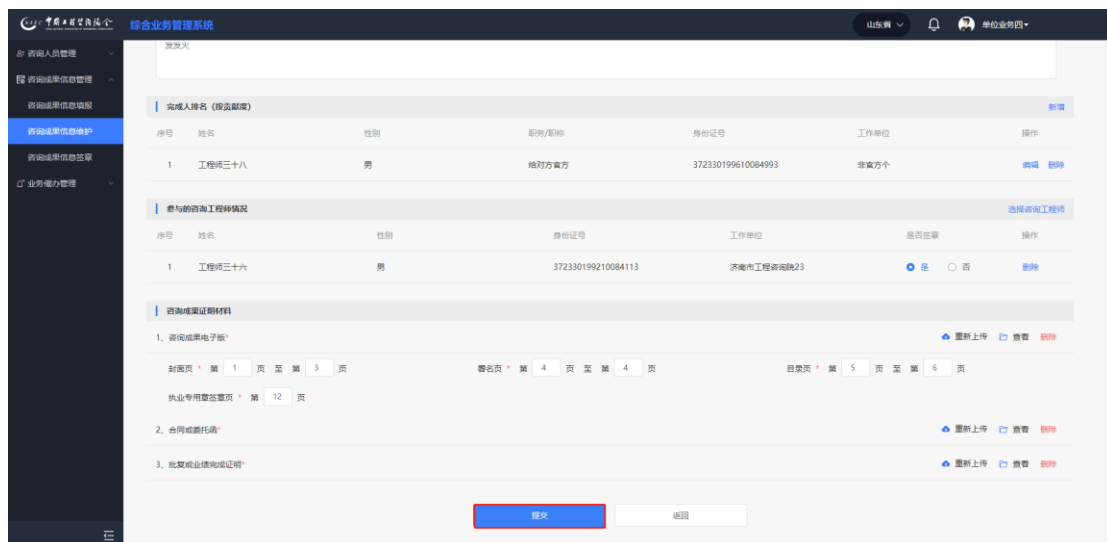 中国工程咨询协会 综合业务管理系统 山东省 单位业务四
咨询人员管理
咨询成果信息管理
咨询成果信息填报
咨询成果信息维护
咨询成果信息签章
业务催办管理
发发火
完成人排名（按贡献度） 新增
序号 姓名 性别 职务/职称 身份证号 工作单位 操作
1 工程师三十八 男 给对方官方 372330199610084993 非官方个 编辑 删除
参与的咨询工程师情况 选择咨询工程师
序号 姓名 性别 身份证号 工作单位 是否签章 操作
1 工程师三十六 男 372330199210084113 济南市工程咨询院23 是 否 删除
咨询成果证明材料
1、咨询成果电子版* 重新上传 查看 删除
封面页 * 第 1 页 至 第 3 页 署名页 * 第 4 页 至 第 4 页 目录页 * 第 5 页 至 第 6 页
执业专用章签章页 * 第 12 页
2、合同或委托函* 重新上传 查看 删除
3、批复或业绩完成证明* 重新上传 查看 删除
提交 返回